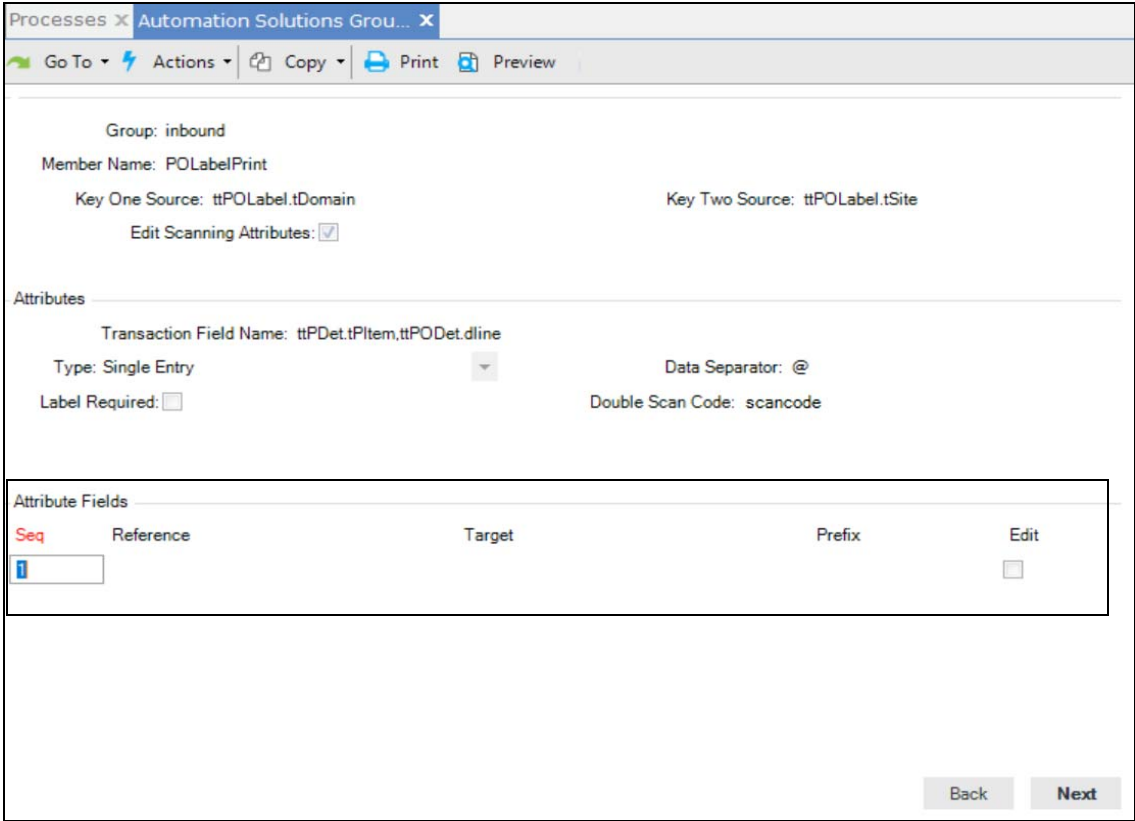 Processes X Automation Solutions Grou... X
Go To Actions Copy Print Preview
Group: inbound
Member Name: POLabelPrint
Key One Source: ttPOLabel.tDomain Key Two Source: ttPOLabel.tSite
Edit Scanning Attributes:
Attributes
Transaction Field Name: ttPDet.tPItem,ttPODet.dline
Type: Single Entry Data Separator: @
Label Required: Double Scan Code: scancode
Attribute Fields
Seq Reference Target Prefix Edit
1
Back Next